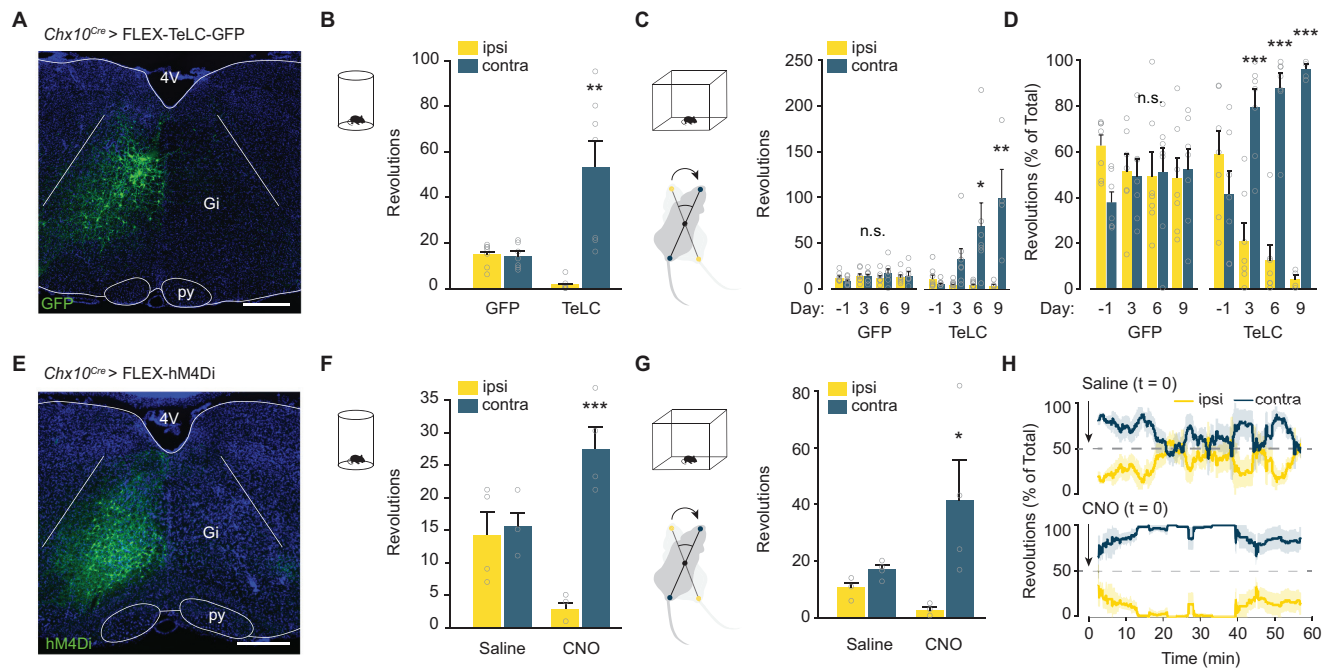 A
Chx10Cre > FLEX-TeLC-GFP
4V
Gi
py
GFP
B
ipsi
contra
Revolutions
100
80
60
40
20
0
**
GFP TeLC
C
ipsi
contra
Revolutions
250
200
150
100
50
0
n.s.
*
**
Day: -1 3 6 9 -1 3 6 9
GFP TeLC
D
Revolutions (% of Total)
100
80
60
40
20
0
n.s.
***
***
***
Day: -1 3 6 9 -1 3 6 9
GFP TeLC
E
Chx10Cre > FLEX-hM4Di
4V
Gi
py
hM4Di
F
ipsi
contra
Revolutions
35
30
25
20
15
10
5
0
***
Saline CNO
G
ipsi
contra
Revolutions
80
60
40
20
0
*
Saline CNO
H
Saline (t = 0)
ipsi contra
Revolutions (% of Total)
100
50
0
CNO (t = 0)
100
50
0
0 10 20 30 40 50 60
Time (min)